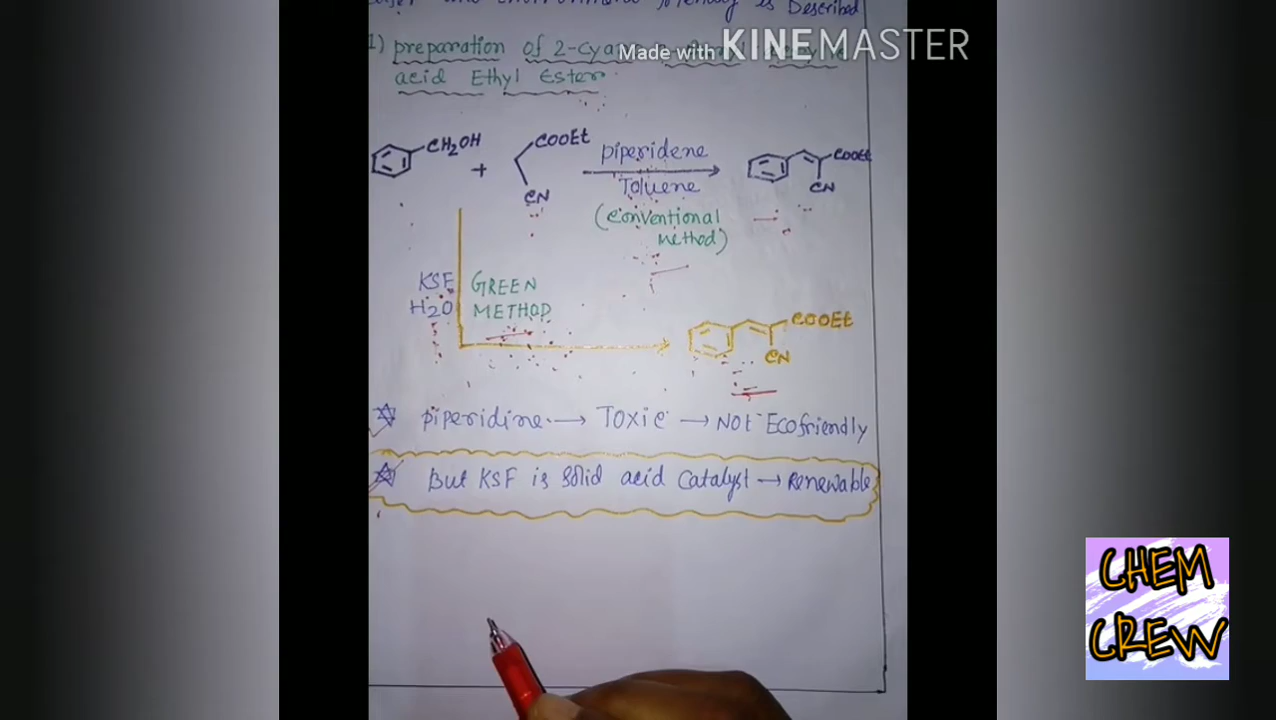 is Described
1) preparation of 2-cya
acid Ethyl Ester
Made with KINEMASTER
CH2OH
+
COOEt
CN
piperidene
Toluene
(conventional
method)
COOEt
CN
KSF
H2O
GREEN
METHOD
COOEt
CN
piperidine → TOXIC → NOT Ecofriendly
But KSF is solid acid catalyst → Renewable
CHEM
CREW